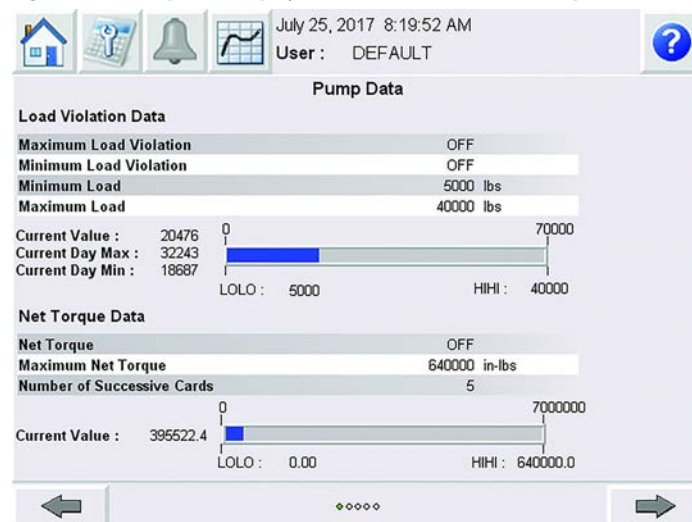 July 25, 2017 8:19:52 AM
User : DEFAULT
?
Pump Data
Load Violation Data
Maximum Load Violation OFF
Minimum Load Violation OFF
Minimum Load 5000 lbs
Maximum Load 40000 lbs
0 70000
Current Value : 20476
Current Day Max : 32243
Current Day Min : 18687
LOLO : 5000 HIHI : 40000
Net Torque Data
Net Torque OFF
Maximum Net Torque 640000 in-lbs
Number of Successive Cards 5
0 7000000
Current Value : 395522.4
LOLO : 0.00 HIHI : 640000.0